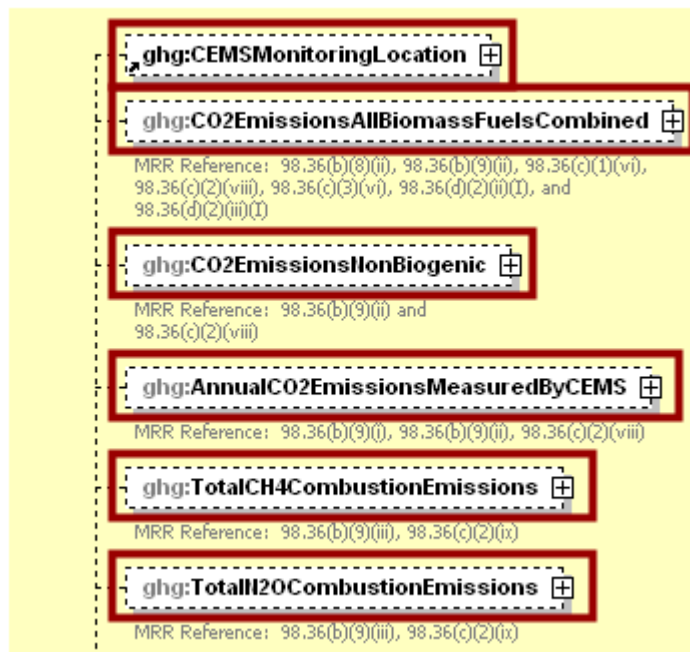 ghg:CEMSMonitoringLocation
ghg:CO2EmissionsAllBiomassFuelsCombined
MRR Reference: 98.36(b)(8)(ii), 98.36(b)(9)(ii), 98.36(c)(1)(vi),
98.36(c)(2)(viii), 98.36(c)(3)(vi), 98.36(d)(2)(ii)(I), and
98.36(d)(2)(iii)(I)
ghg:CO2EmissionsNonBiogenic
MRR Reference: 98.36(b)(9)(ii) and
98.36(c)(2)(viii)
ghg:AnnualCO2EmissionsMeasuredByCEMS
MRR Reference: 98.36(b)(9)(i), 98.36(b)(9)(ii), 98.36(c)(2)(viii)
ghg:TotalCH4CombustionEmissions
MRR Reference: 98.36(b)(9)(iii), 98.36(c)(2)(ix)
ghg:TotalN2OCombustionEmissions
MRR Reference: 98.36(b)(9)(iii), 98.36(c)(2)(ix)